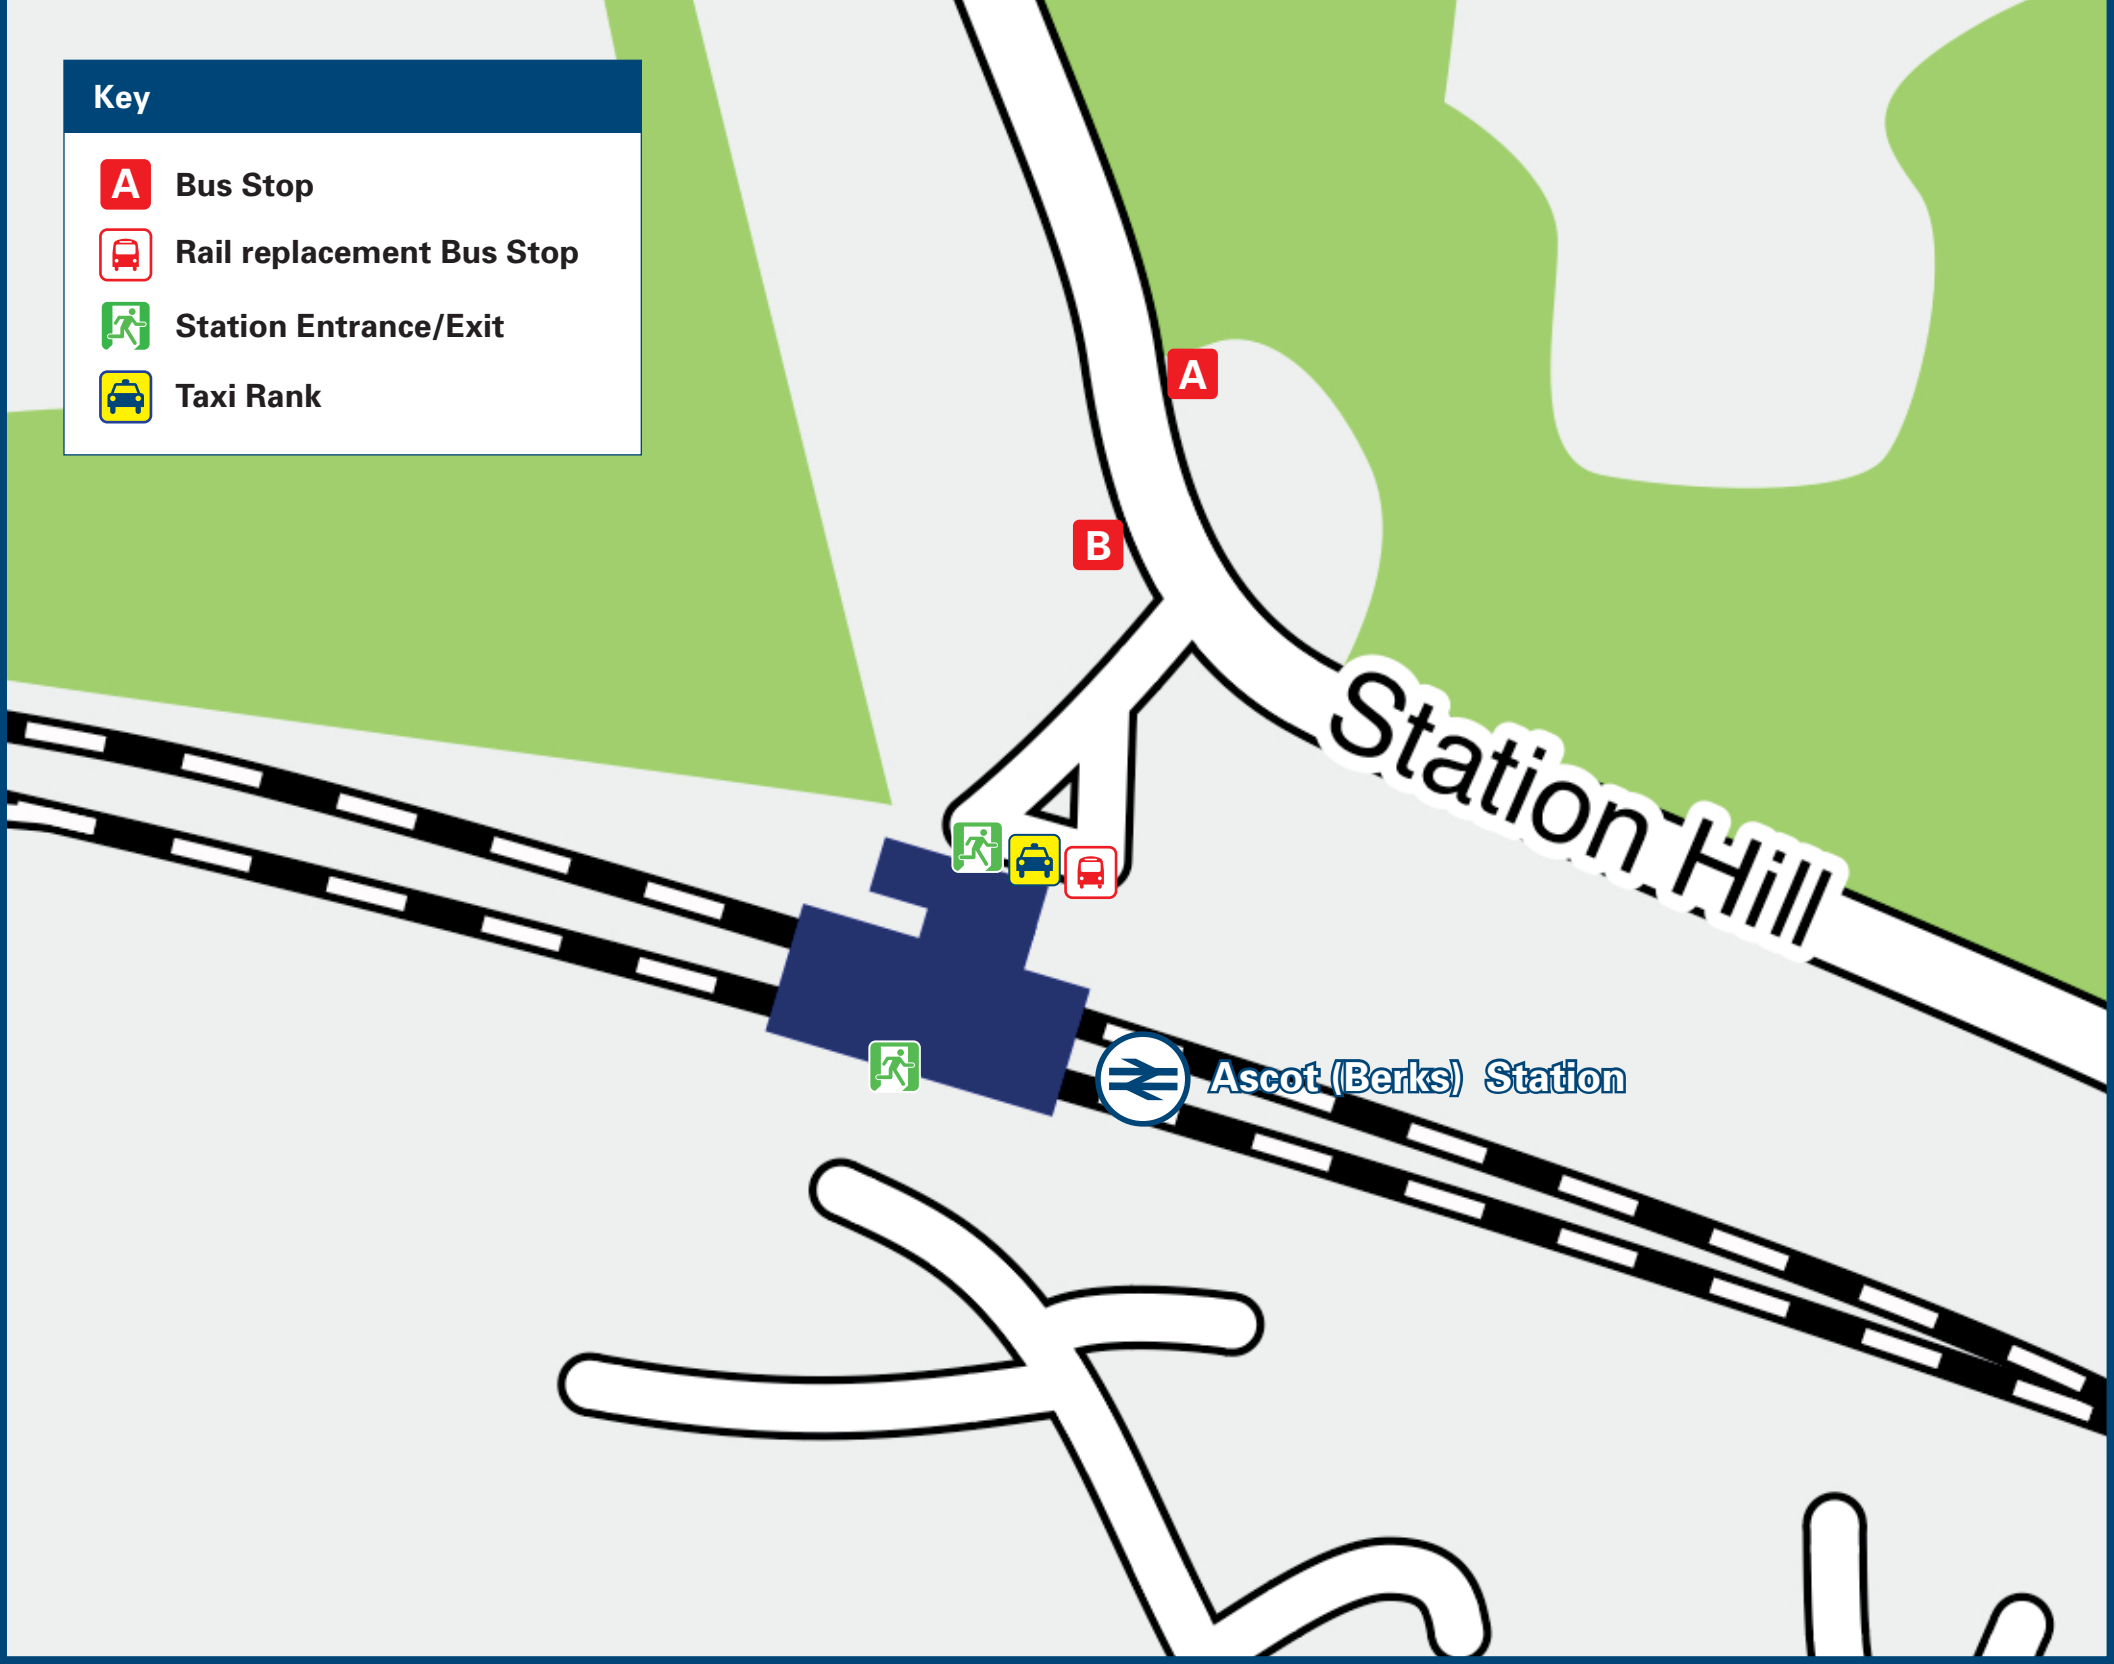 Key
A Bus Stop
Rail replacement Bus Stop
Station Entrance/Exit
Taxi Rank
A
B
Station Hill
Ascot (Berks) Station